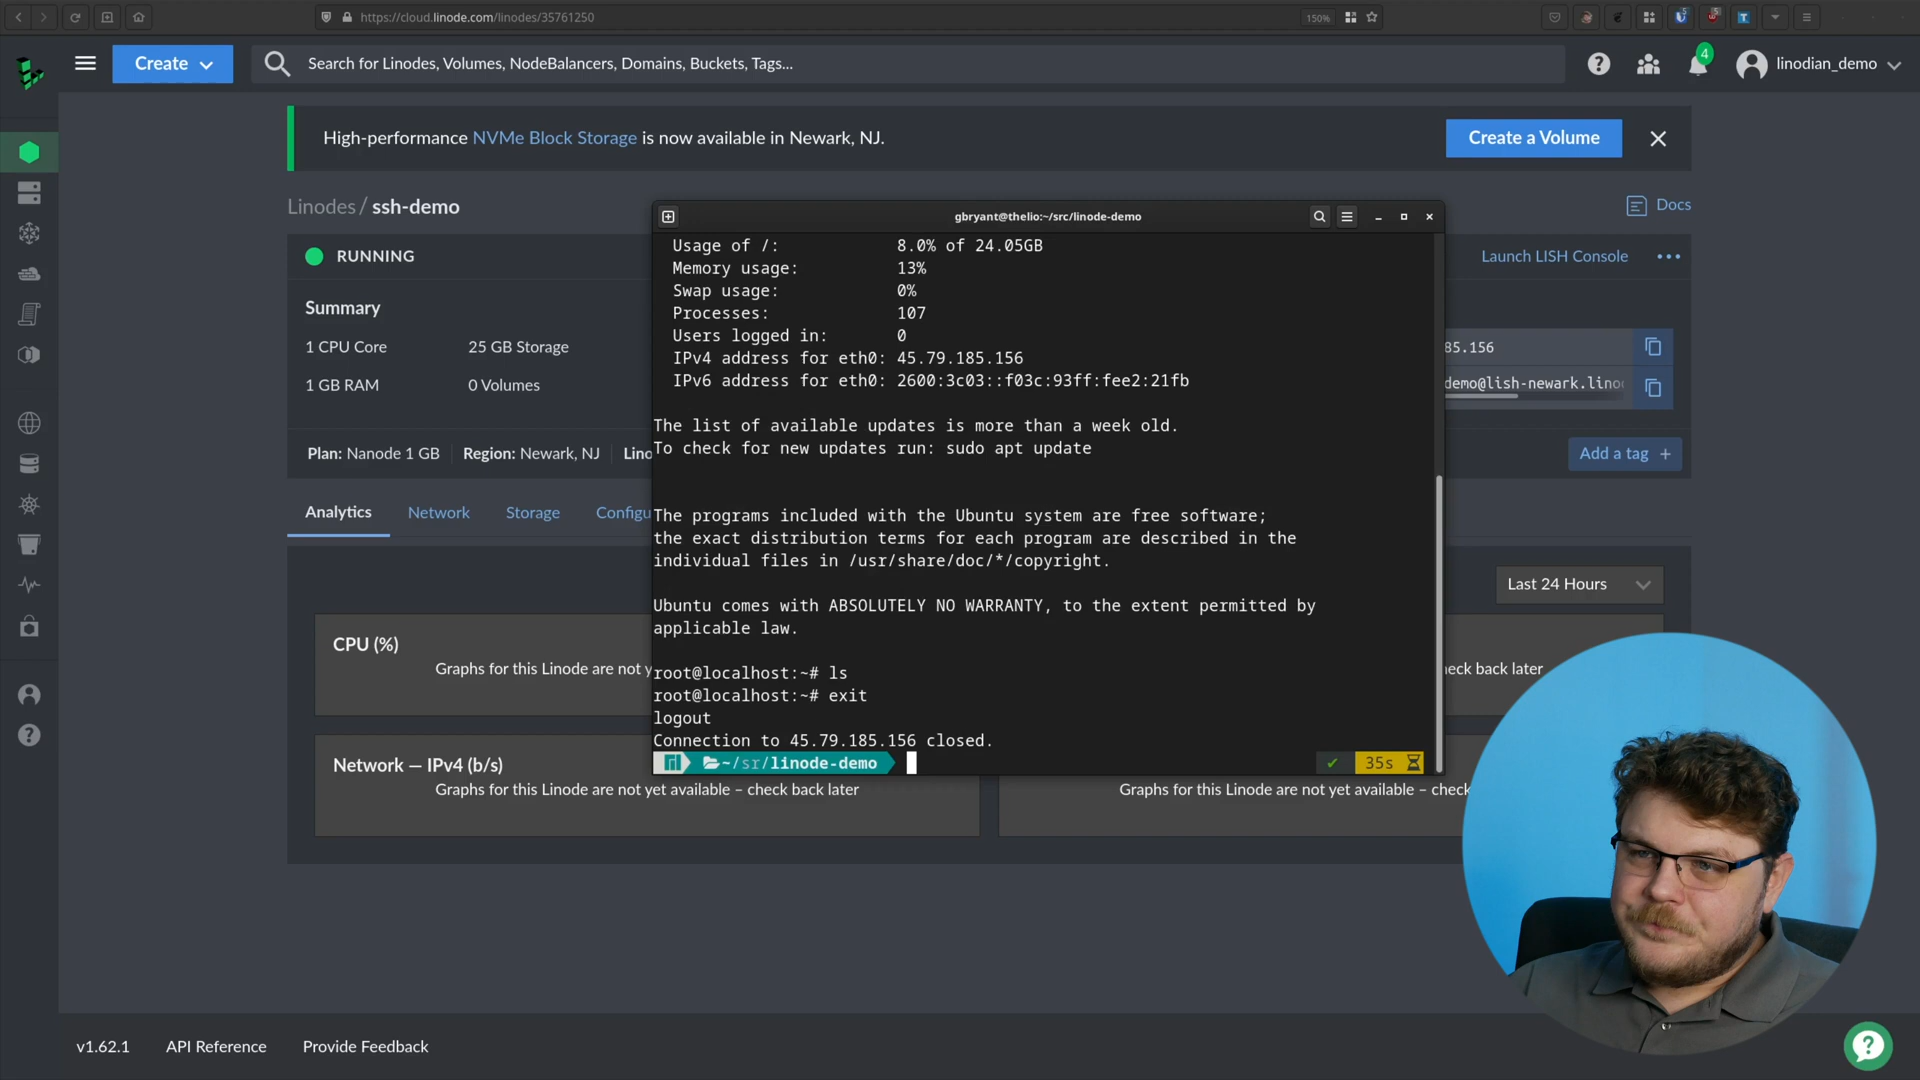 https://cloud.linode.com/linodes/35761250
150%
Create
Search for Linodes, Volumes, NodeBalancers, Domains, Buckets, Tags...
4
linodian_demo
High-performance NVMe Block Storage is now available in Newark, NJ.
Create a Volume
Linodes / ssh-demo
Docs
RUNNING
Launch LISH Console
Summary
1 CPU Core
25 GB Storage
1 GB RAM
0 Volumes
85.156
demo@lish-newark.lino
Plan: Nanode 1 GB
Region: Newark, NJ
Lino
Add a tag +
Analytics
Network
Storage
Configu
Last 24 Hours
CPU (%)
Graphs for this Linode are not y
check back later
Network — IPv4 (b/s)
Graphs for this Linode are not yet available – check back later
Graphs for this Linode are not yet available – check
gbryant@thelio:~/src/linode-demo
Usage of /: 8.0% of 24.05GB
Memory usage: 13%
Swap usage: 0%
Processes: 107
Users logged in: 0
IPv4 address for eth0: 45.79.185.156
IPv6 address for eth0: 2600:3c03::f03c:93ff:fee2:21fb
The list of available updates is more than a week old.
To check for new updates run: sudo apt update
The programs included with the Ubuntu system are free software;
the exact distribution terms for each program are described in the
individual files in /usr/share/doc/*/copyright.
Ubuntu comes with ABSOLUTELY NO WARRANTY, to the extent permitted by
applicable law.
root@localhost:~# ls
root@localhost:~# exit
logout
Connection to 45.79.185.156 closed.
~/sr/linode-demo
35s
v1.62.1
API Reference
Provide Feedback